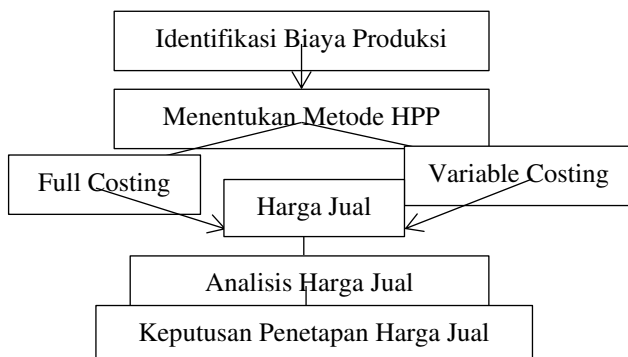 Identifikasi Biaya Produksi
Menentukan Metode HPP
Full Costing
Variable Costing
Harga Jual
Analisis Harga Jual
Keputusan Penetapan Harga Jual